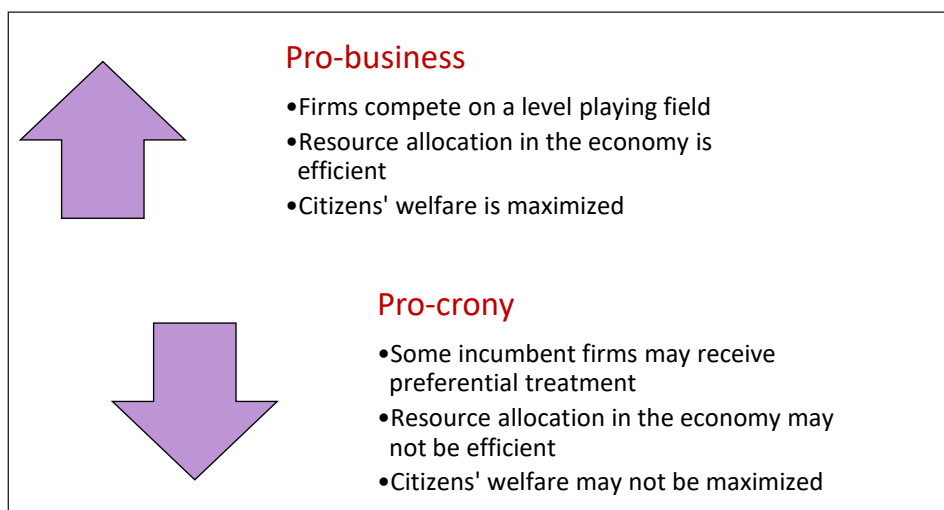 Pro-business
•Firms compete on a level playing field
•Resource allocation in the economy is
efficient
•Citizens' welfare is maximized
Pro-crony
•Some incumbent firms may receive
preferential treatment
•Resource allocation in the economy may
not be efficient
•Citizens' welfare may not be maximized